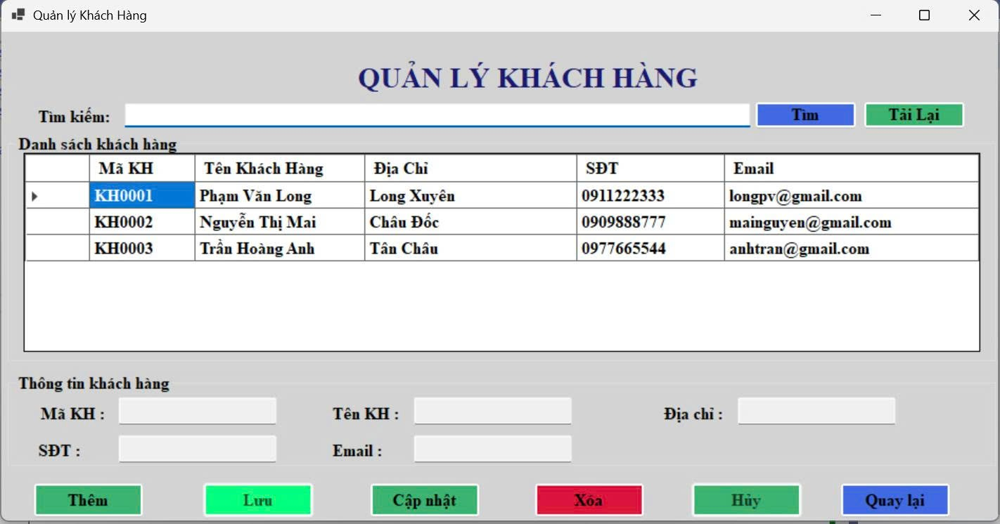 Quản lý Khách Hàng
QUẢN LÝ KHÁCH HÀNG
Tìm kiếm: Tìm Tải Lại
Danh sách khách hàng
Mã KH Tên Khách Hàng Địa Chỉ SĐT Email
KH0001 Phạm Văn Long Long Xuyên 0911222333 longpv@gmail.com
KH0002 Nguyễn Thị Mai Châu Đốc 0909888777 mainguyen@gmail.com
KH0003 Trần Hoàng Anh Tân Châu 0977665544 anhtran@gmail.com
Thông tin khách hàng
Mã KH : Tên KH : Địa chỉ :
SĐT : Email :
Thêm Lưu Cập nhật Xóa Hủy Quay lại